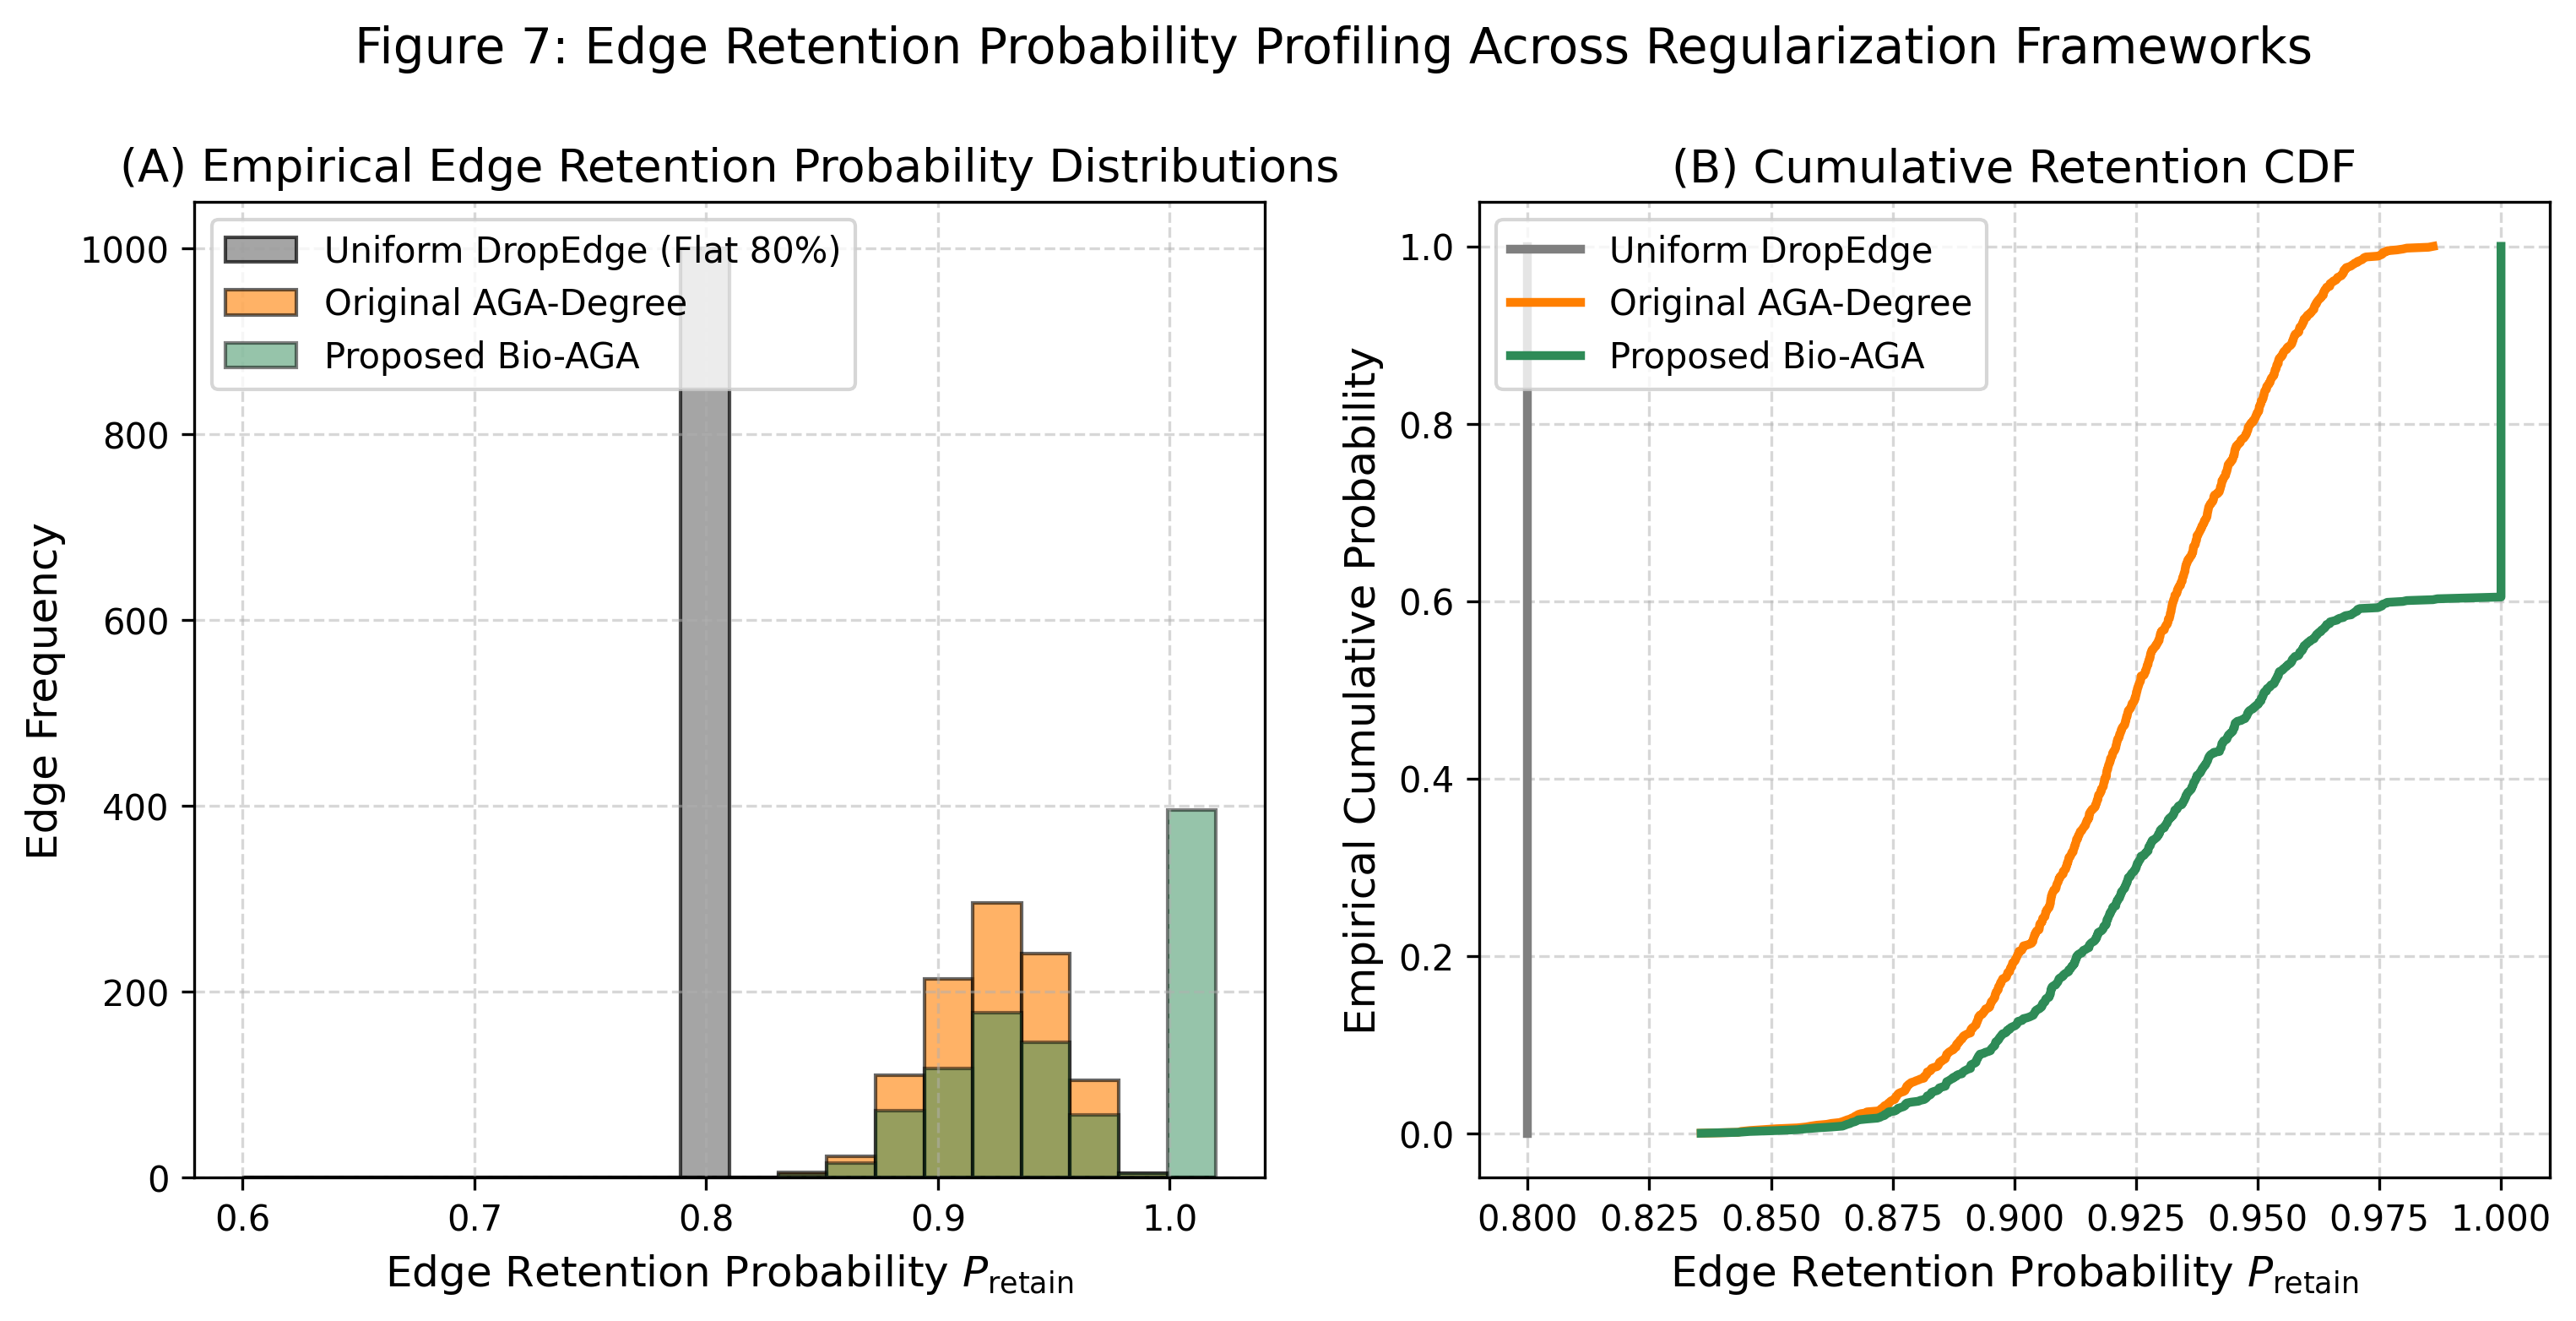 Figure 7: Edge Retention Probability Profiling Across Regularization Frameworks
(A) Empirical Edge Retention Probability Distributions
Uniform DropEdge (Flat 80%)
Original AGA-Degree
Proposed Bio-AGA
Edge Frequency
1000
800
600
400
200
0
0.6 0.7 0.8 0.9 1.0
Edge Retention Probability P_retain
(B) Cumulative Retention CDF
Uniform DropEdge
Original AGA-Degree
Proposed Bio-AGA
Empirical Cumulative Probability
1.0
0.8
0.6
0.4
0.2
0.0
0.800 0.825 0.850 0.875 0.900 0.925 0.950 0.975 1.000
Edge Retention Probability P_retain